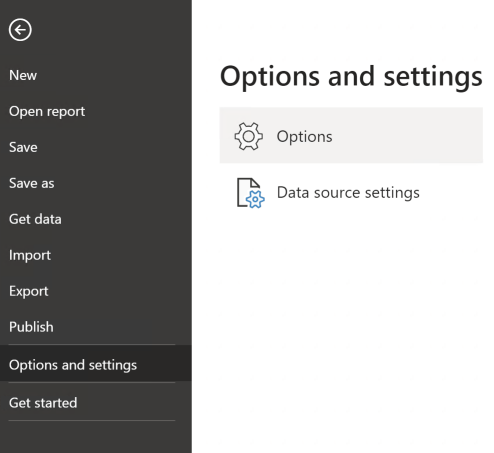 New
Open report
Save
Save as
Get data
Import
Export
Publish
Options and settings
Get started
Options and settings
Options
Data source settings